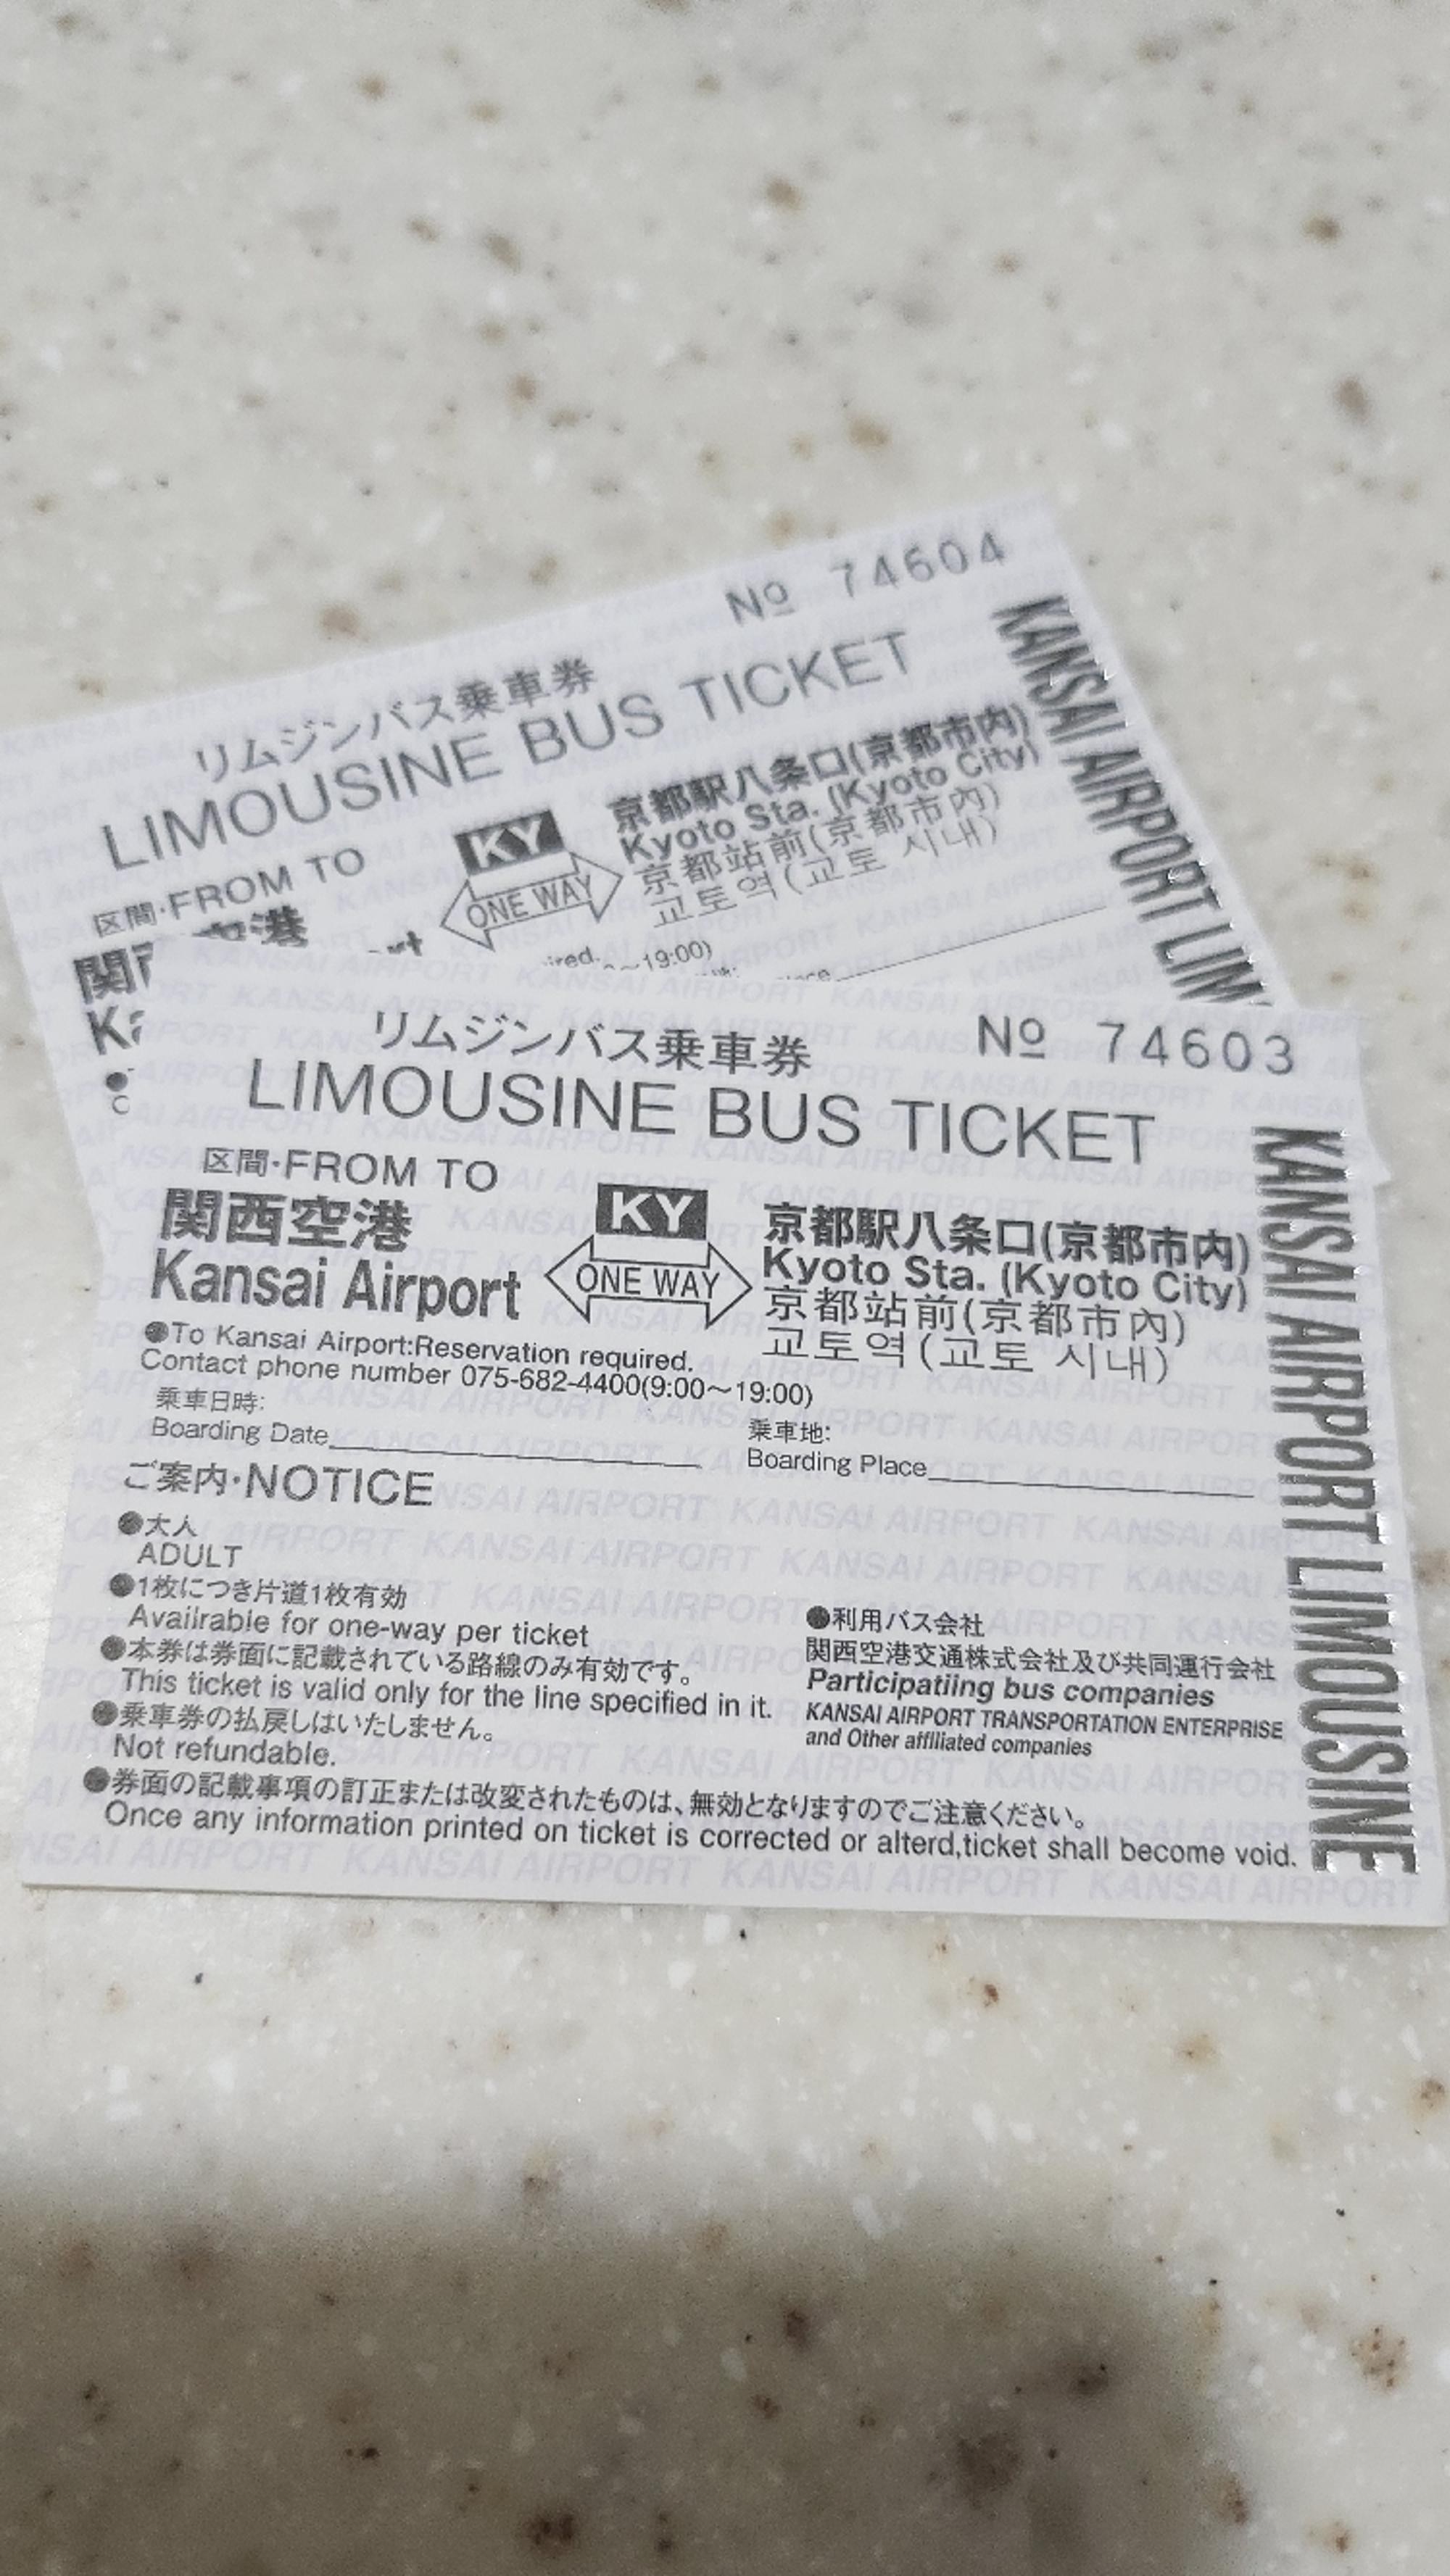 № 74604
リムジンバス乗車券
LIMOUSINE BUS TICKET
区間·FROM TO
KY
ONE WAY
京都駅八条口(京都市内)
Kyoto Sta. (Kyoto City)
京都站前(京都市內)
교토역(교토 시내)
~19:00)
KANSAI AIRPORT LIM
№ 74603
リムジンバス乗車券
LIMOUSINE BUS TICKET
区間·FROM TO
関西空港
Kansai Airport
KY
ONE WAY
京都駅八条口(京都市内)
Kyoto Sta. (Kyoto City)
京都站前(京都市內)
교토역(교토 시내)
●To Kansai Airport:Reservation required.
Contact phone number 075-682-4400(9:00~19:00)
乗車日時:
Boarding Date
乗車地:
Boarding Place
ご案内·NOTICE
●大人
ADULT
●1枚につき片道1枚有効
Availrable for one-way per ticket
●本券は券面に記載されている路線のみ有効です。
This ticket is valid only for the line specified in it.
●乗車券の払戻しはいたしません。
Not refundable.
●券面の記載事項の訂正または改変されたものは、無効となりますのでご注意ください。
Once any information printed on ticket is corrected or alterd,ticket shall become void.
●利用バス会社
関西空港交通株式会社及び共同運行会社
Participatiing bus companies
KANSAI AIRPORT TRANSPORTATION ENTERPRISE
and Other affiliated companies
KANSAI AIRPORT LIMOUSINE